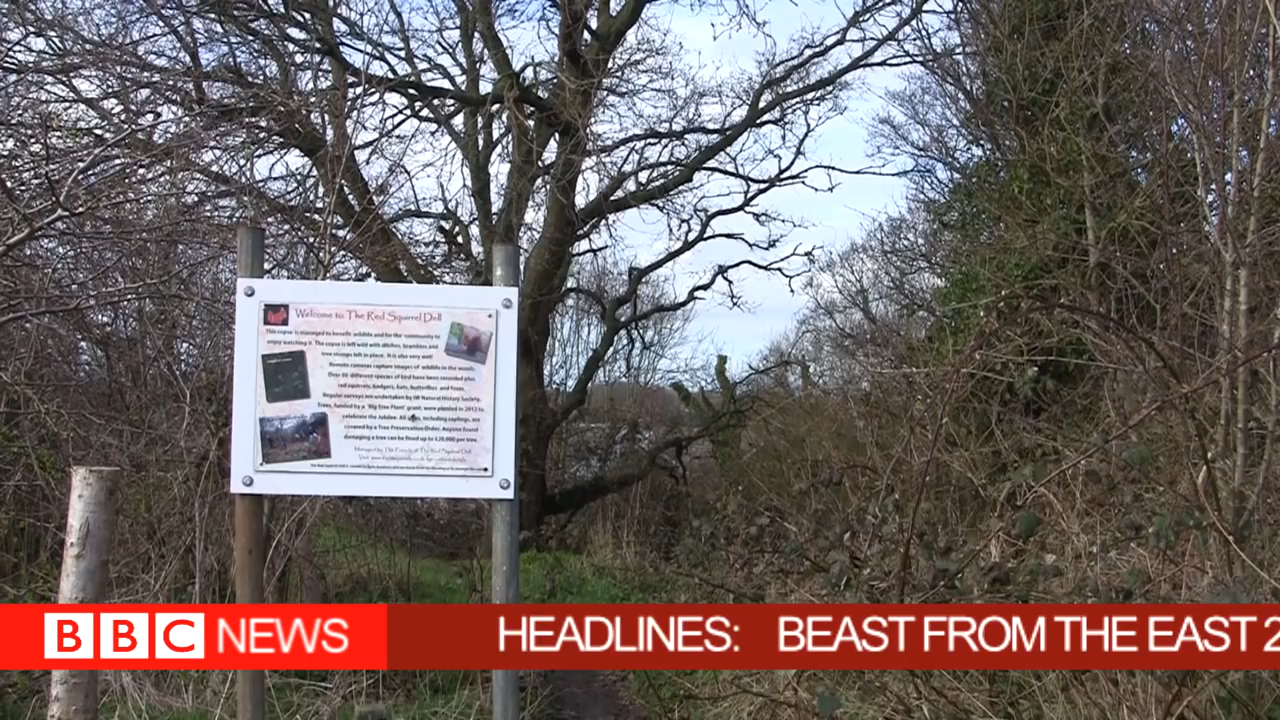 Welcome to The Red Squirrel Dell
This copse is managed to benefit wildlife and for the community to
enjoy watching it. The copse is left wild with ditches, brambles and
tree stumps left in place. It is also very wet!
Remote cameras capture images of wildlife in the woods.
Over 50 different species of bird have been recorded plus
red squirrels, badgers, bats, butterflies and foxes.
Regular surveys are undertaken by IW Natural History Society.
Trees, funded by a 'Big Tree Plant' grant, were planted in 2012 to
celebrate the Jubilee. All trees, including saplings, are
covered by a Tree Preservation Order. Anyone found
damaging a tree can be fined up to £20,000 per tree.
Managed by The Friends of The Red Squirrel Dell
BBC NEWS HEADLINES: BEAST FROM THE EAST 2